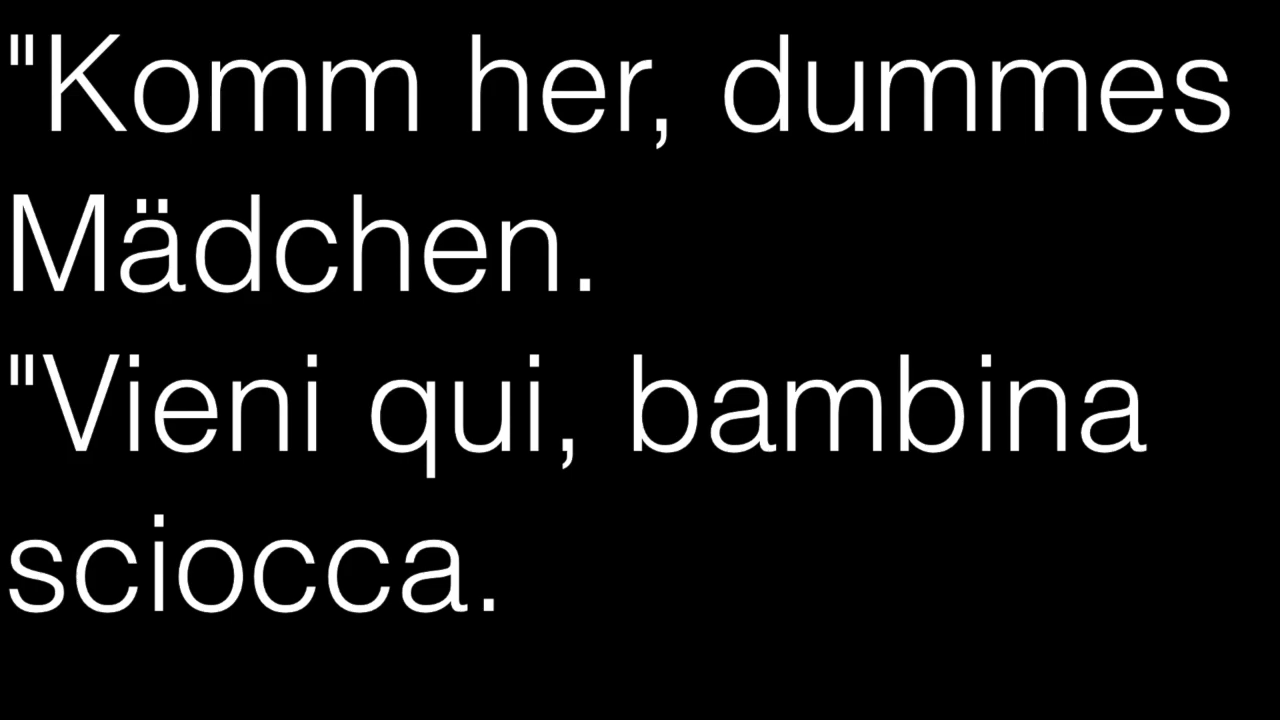 "Komm her, dummes
Mädchen.
"Vieni qui, bambina
sciocca.